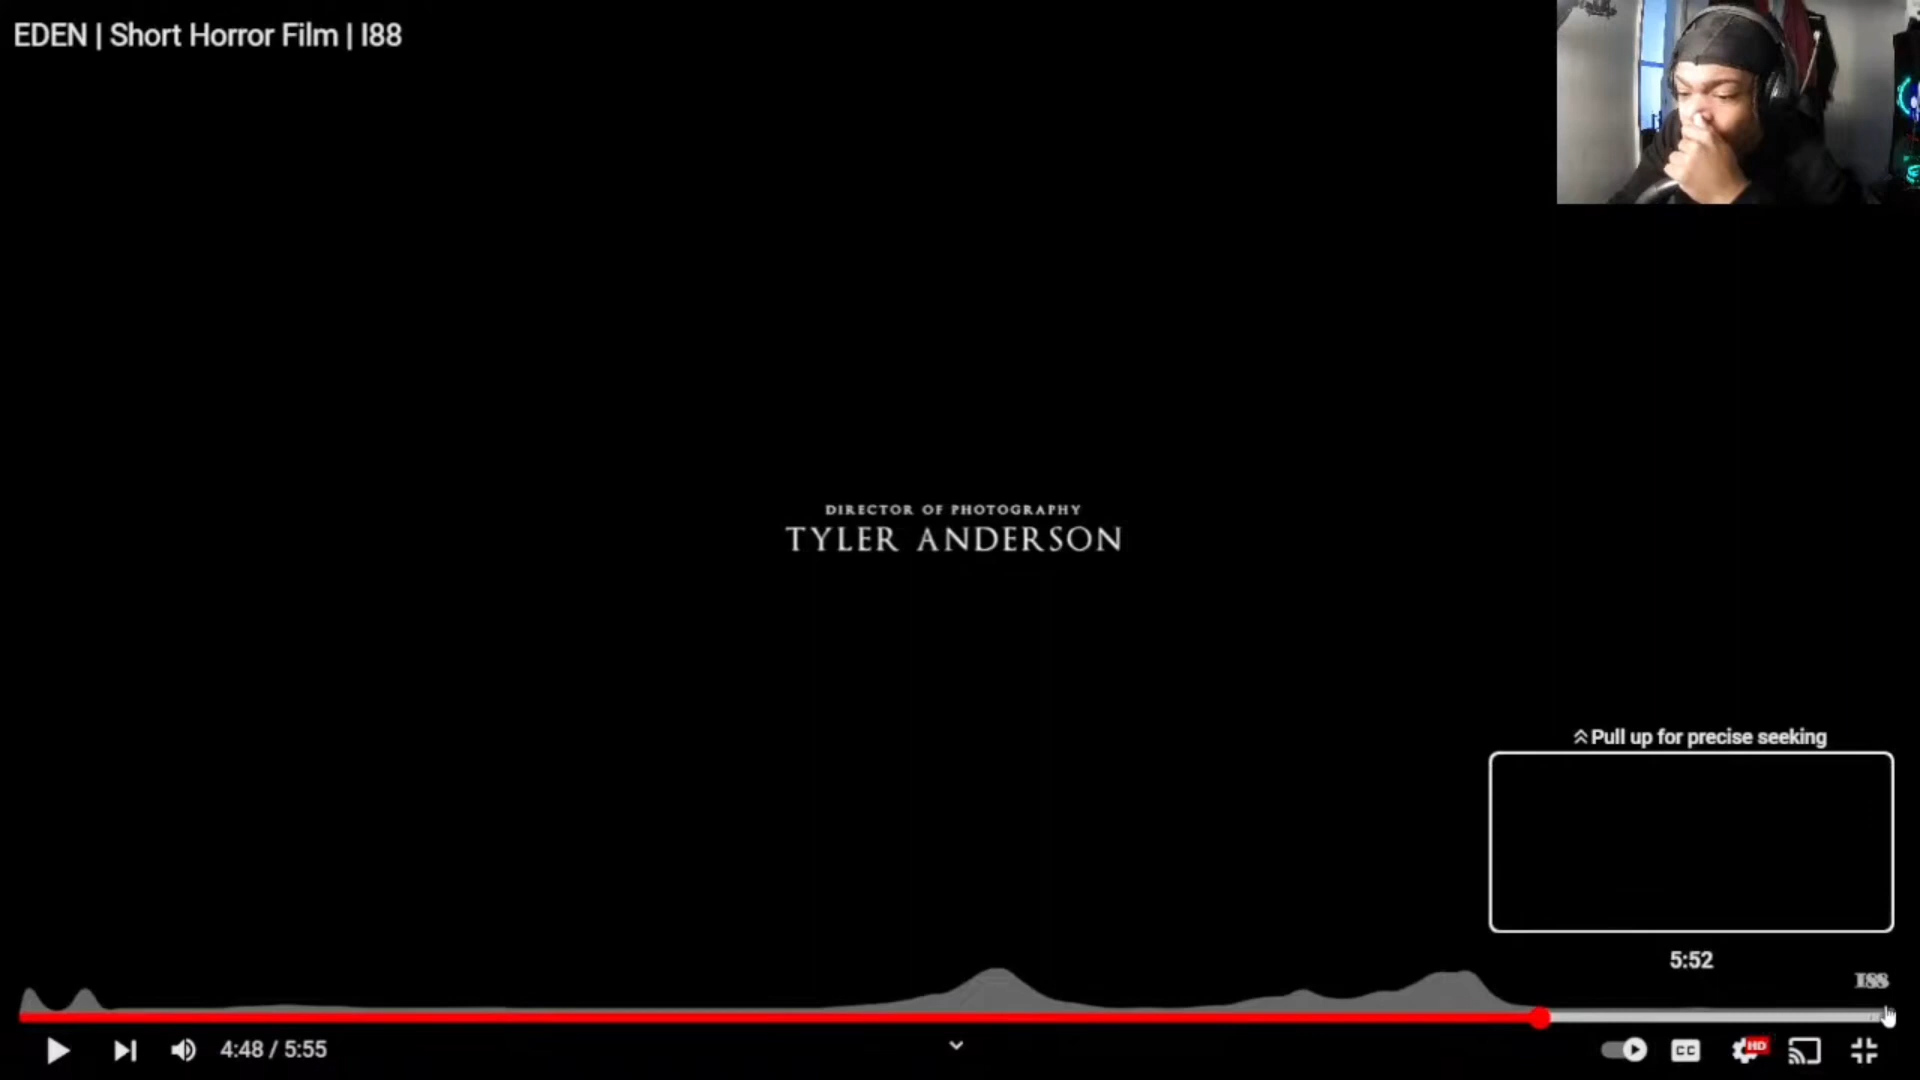 EDEN | Short Horror Film | I88
DIRECTOR OF PHOTOGRAPHY
TYLER ANDERSON
Pull up for precise seeking
5:52
I88
4:48 / 5:55
CC
HD